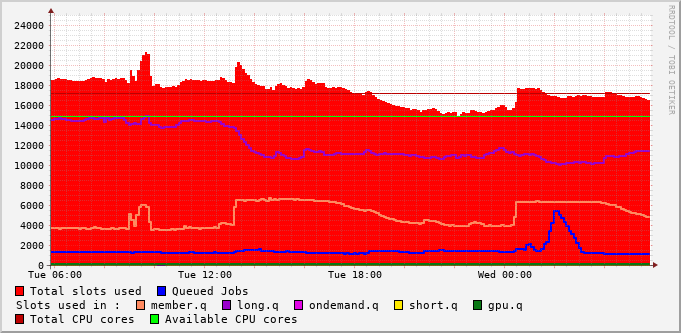 24000
22000
20000
18000
16000
14000
12000
10000
8000
6000
4000
2000
0
Tue 06:00 Tue 12:00 Tue 18:00 Wed 00:00
Total slots used Queued Jobs
Slots used in : member.q long.q ondemand.q short.q gpu.q
Total CPU cores Available CPU cores
RRDTOOL / TOBI OETIKER